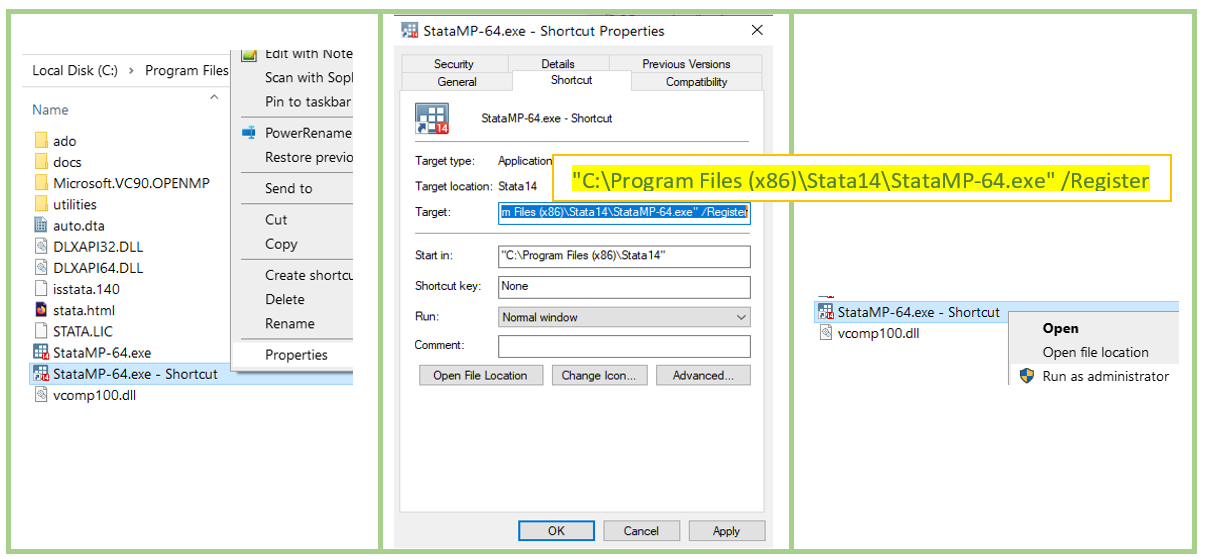 Local Disk (C:) › Program Files
Name
ado
docs
Microsoft.VC90.OPENMP
utilities
auto.dta
DLXAPI32.DLL
DLXAPI64.DLL
isstata.140
stata.html
STATA.LIC
StataMP-64.exe
StataMP-64.exe - Shortcut
vcomp100.dll
Edit with Note
Scan with Soph
Pin to taskbar
PowerRename
Restore previo
Send to
Cut
Copy
Create shortcu
Delete
Rename
Properties
StataMP-64.exe - Shortcut Properties
Security Details Previous Versions
General Shortcut Compatibility
14
StataMP-64.exe - Shortcut
Target type: Application
Target location: Stata14
Target: m Files (x86)\Stata14\StataMP-64.exe" /Register
"C:\Program Files (x86)\Stata14\StataMP-64.exe" /Register
Start in: "C:\Program Files (x86)\Stata14"
Shortcut key: None
Run: Normal window
Comment:
Open File Location Change Icon... Advanced...
OK Cancel Apply
StataMP-64.exe - Shortcut
vcomp100.dll
Open
Open file location
Run as administrator